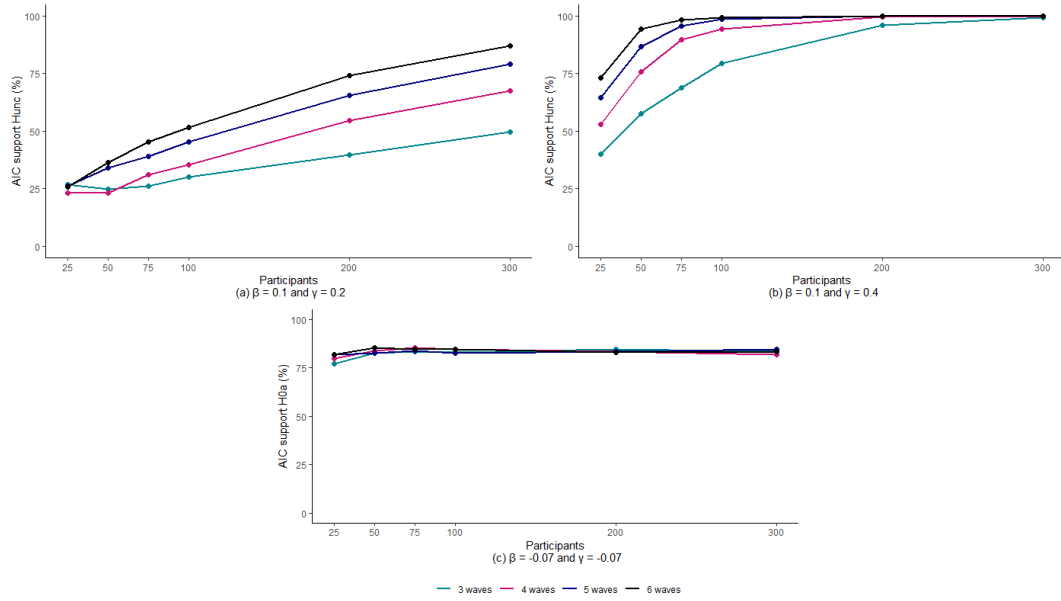 100
75
50
25
0
AIC support Hunc (%)
25 50 75 100 200 300
Participants
(a) β = 0.1 and γ = 0.2
100
75
50
25
0
AIC support Hunc (%)
25 50 75 100 200 300
Participants
(b) β = 0.1 and γ = 0.4
100
75
50
25
0
AIC support H0a (%)
25 50 75 100 200 300
Participants
(c) β = -0.07 and γ = -0.07
3 waves 4 waves 5 waves 6 waves